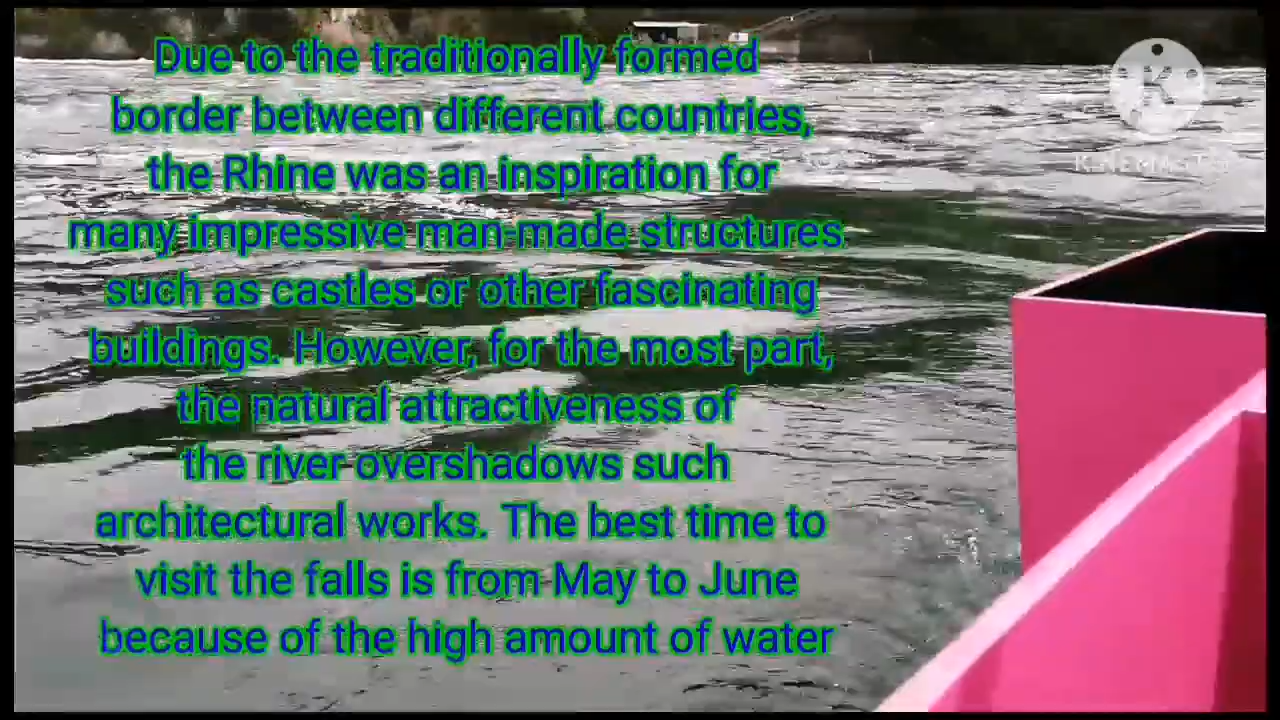 Due to the traditionally formed
border between different countries,
the Rhine was an inspiration for
many impressive man-made structures
such as castles or other fascinating
buildings. However, for the most part,
the natural attractiveness of
the river overshadows such
architectural works. The best time to
visit the falls is from May to June
because of the high amount of water
K
KINEMASTER